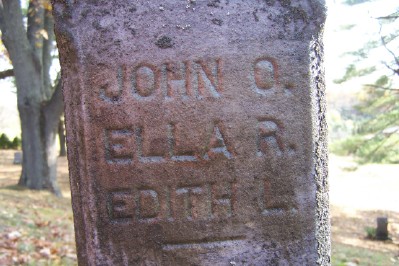 JOHN O.
ELLA R.
EDITH L.